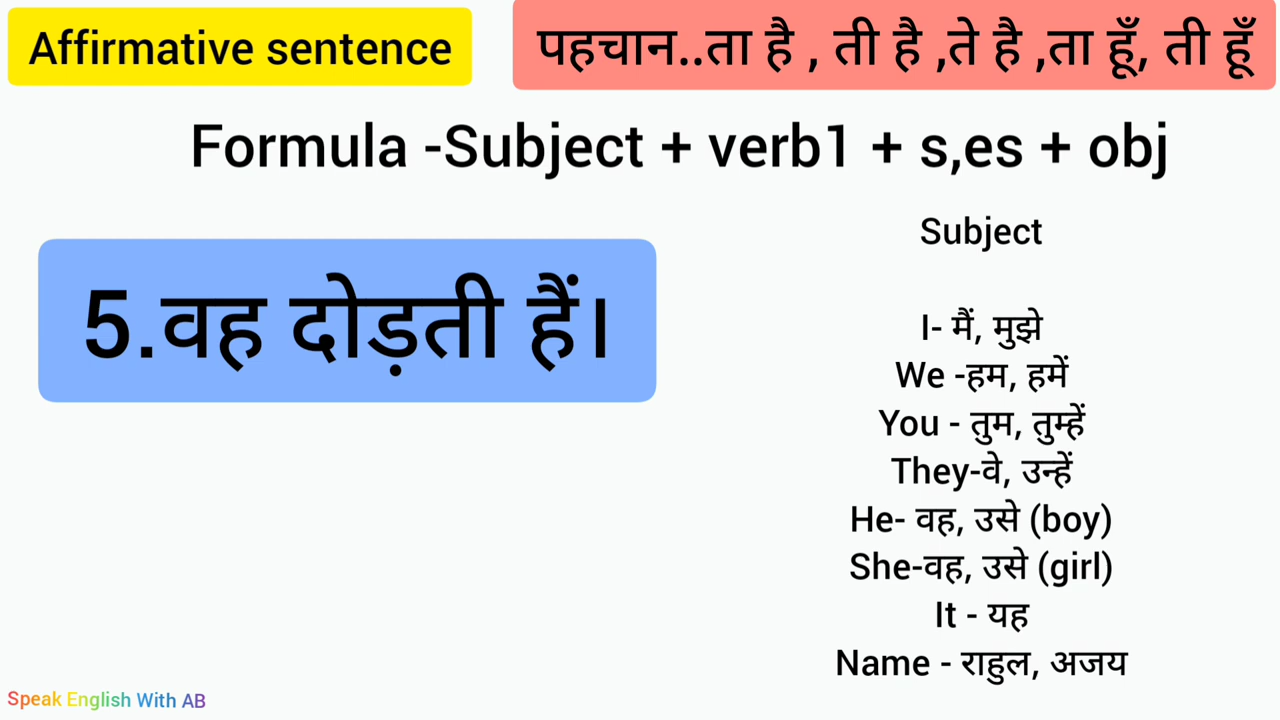 Affirmative sentence
पहचान..ता है , ती है ,ते है ,ता हूँ, ती हूँ
Formula -Subject + verb1 + s,es + obj
5.वह दोड़ती हैं।
Subject
I- मैं, मुझे
We -हम, हमें
You - तुम, तुम्हें
They-वे, उन्हें
He- वह, उसे (boy)
She-वह, उसे (girl)
It - यह
Name - राहुल, अजय
Speak English With AB